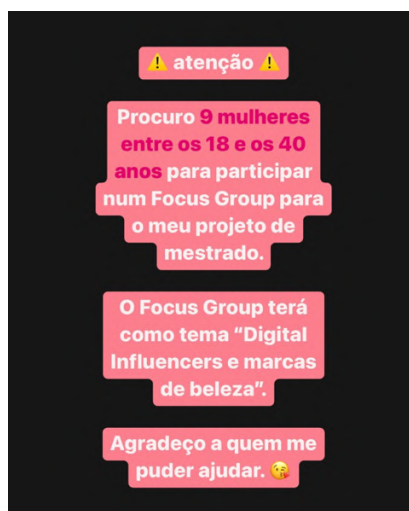 ⚠️ atenção ⚠️
Procuro 9 mulheres
entre os 18 e os 40
anos para participar
num Focus Group para
o meu projeto de
mestrado.
O Focus Group terá
como tema “Digital
Influencers e marcas
de beleza”.
Agradeço a quem me
puder ajudar. 😘